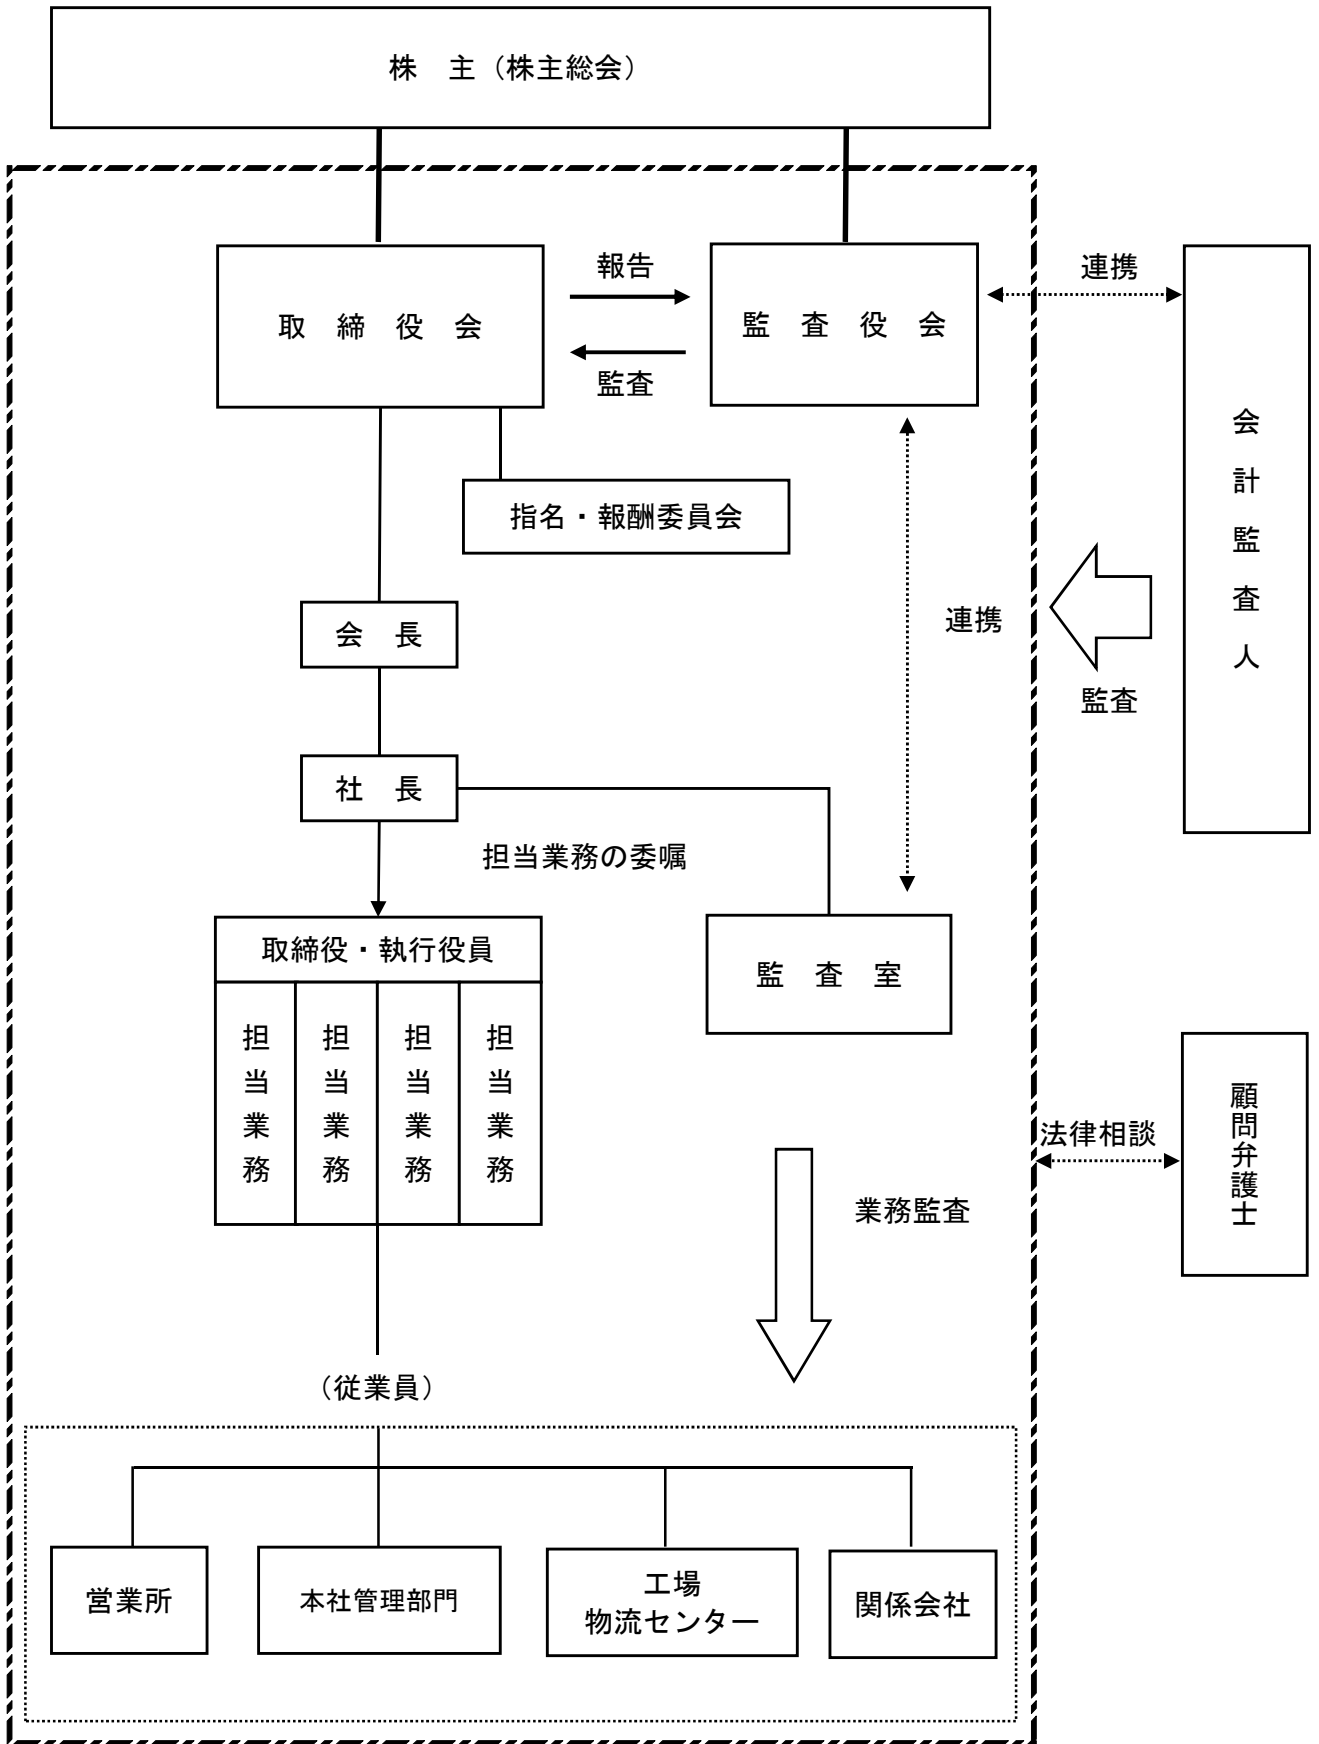 株　主（株主総会）
取　締　役　会
報告
監査
監　査　役　会
連携
会計監査人
指名・報酬委員会
会　長
連携
監査
社　長
担当業務の委嘱
取締役・執行役員
担当業務
担当業務
担当業務
担当業務
監　査　室
法律相談
顧問弁護士
業務監査
（従業員）
営業所
本社管理部門
工場
物流センター
関係会社